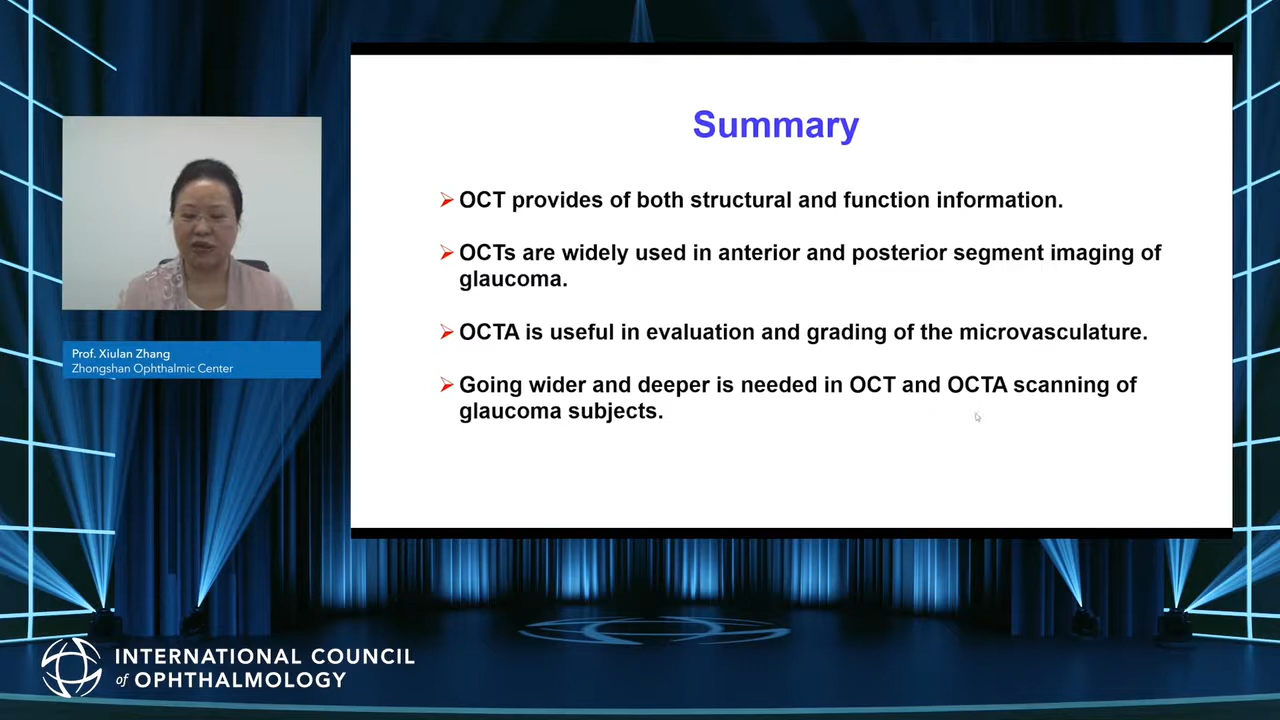 Summary
➢ OCT provides of both structural and function information.
➢ OCTs are widely used in anterior and posterior segment imaging of
glaucoma.
➢ OCTA is useful in evaluation and grading of the microvasculature.
➢ Going wider and deeper is needed in OCT and OCTA scanning of
glaucoma subjects.
Prof. Xiulan Zhang
Zhongshan Ophthalmic Center
INTERNATIONAL COUNCIL
of OPHTHALMOLOGY